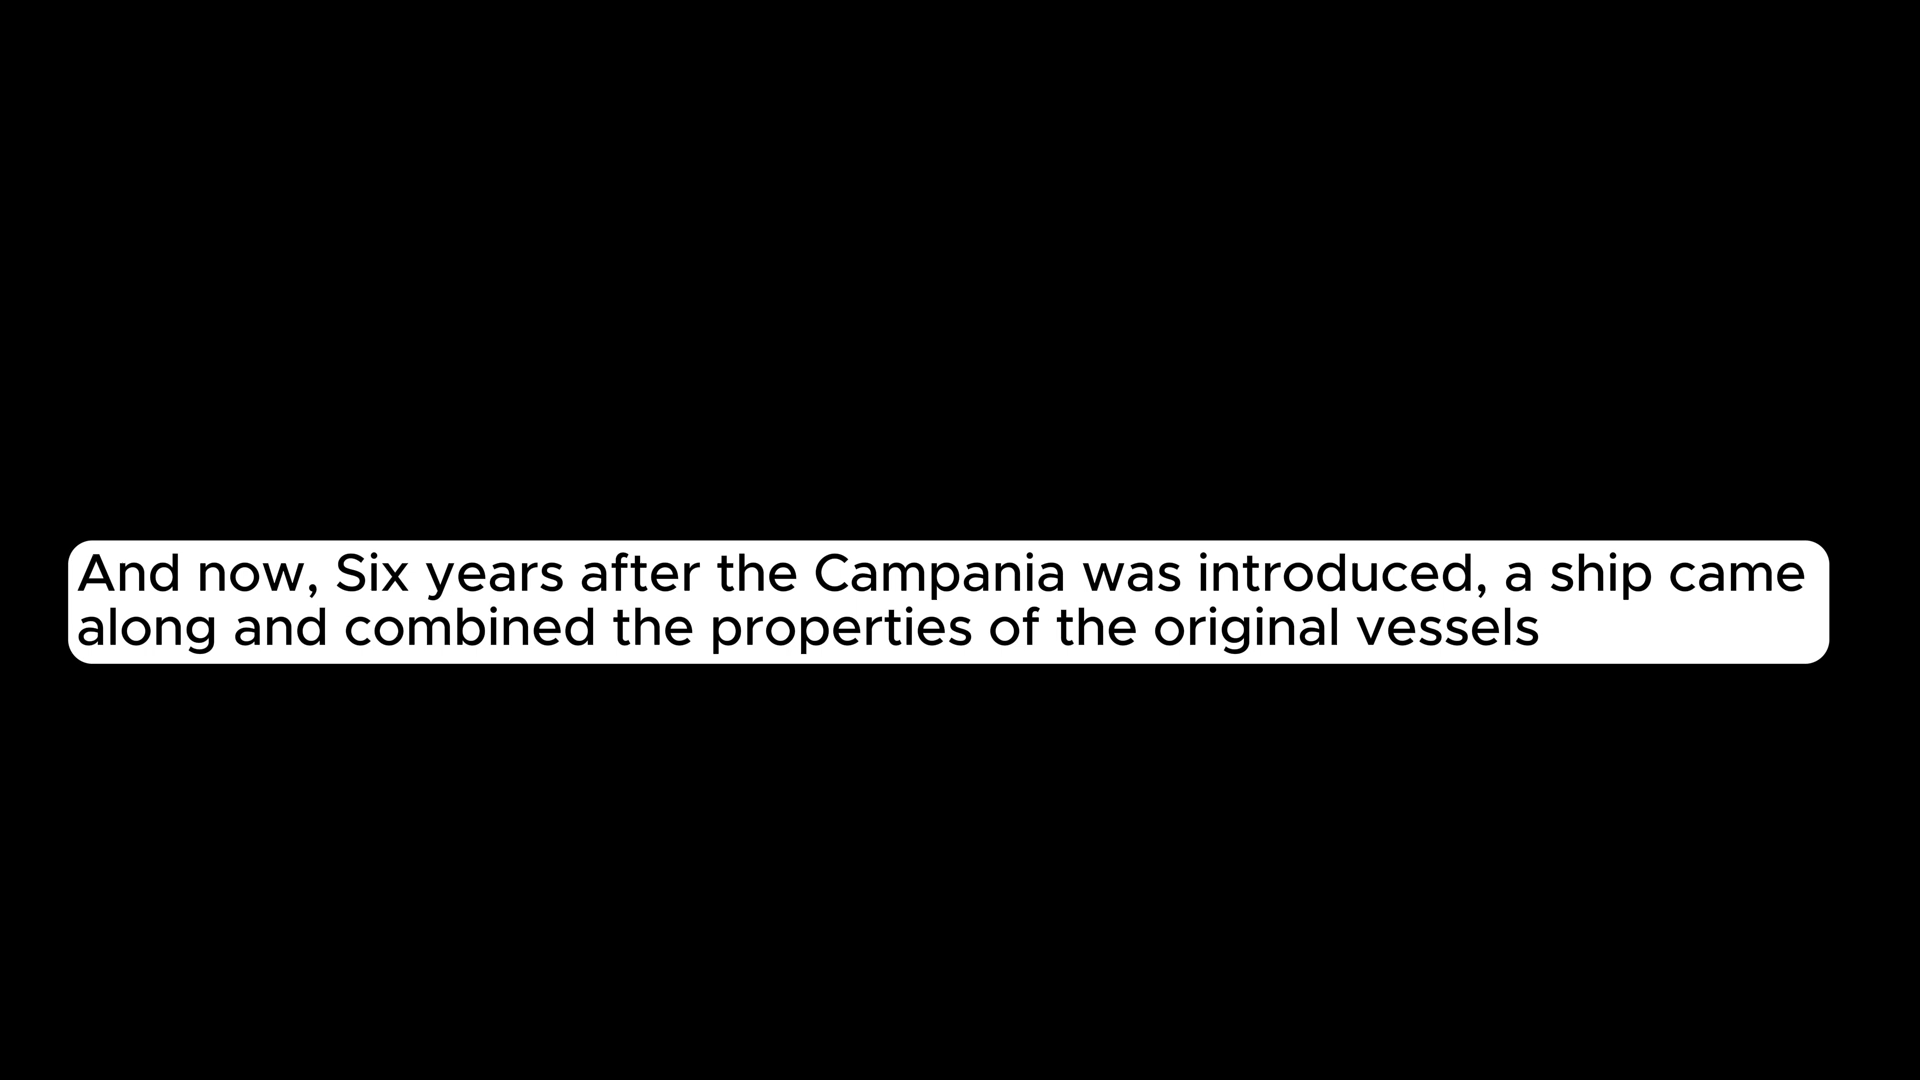 And now, Six years after the Campania was introduced, a ship came
along and combined the properties of the original vessels